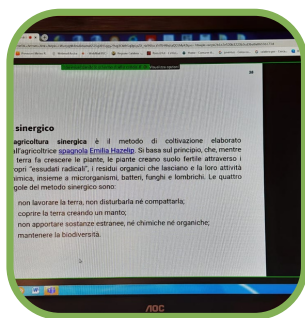 38
sinergico
agricoltura sinergica è il metodo di coltivazione elaborato
all'agricoltrice spagnola Emilia Hazelip. Si basa sul principio, che, mentre
terra fa crescere le piante, le piante creano suolo fertile attraverso i
opri "essudati radicali", i residui organici che lasciano e la loro attività
imica, insieme a microrganismi, batteri, funghi e lombrichi. Le quattro
gole del metodo sinergico sono:
non lavorare la terra, non disturbarla né compattarla;
coprire la terra creando un manto;
non apportare sostanze estranee, né chimiche né organiche;
mantenere la biodiversità.
AOC